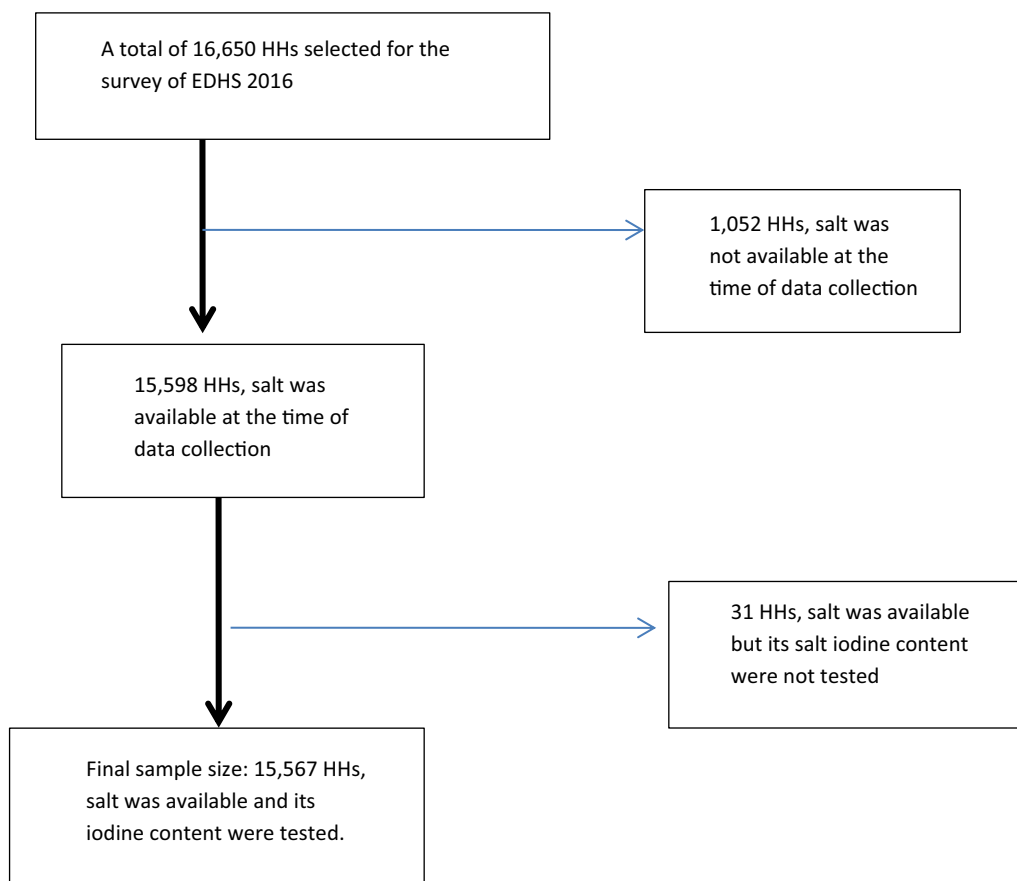 A total of 16,650 HHs selected for the
survey of EDHS 2016
1,052 HHs, salt was
not available at the
time of data collection
15,598 HHs, salt was
available at the time of
data collection
31 HHs, salt was available
but its salt iodine content
were not tested
Final sample size: 15,567 HHs,
salt was available and its
iodine content were tested.